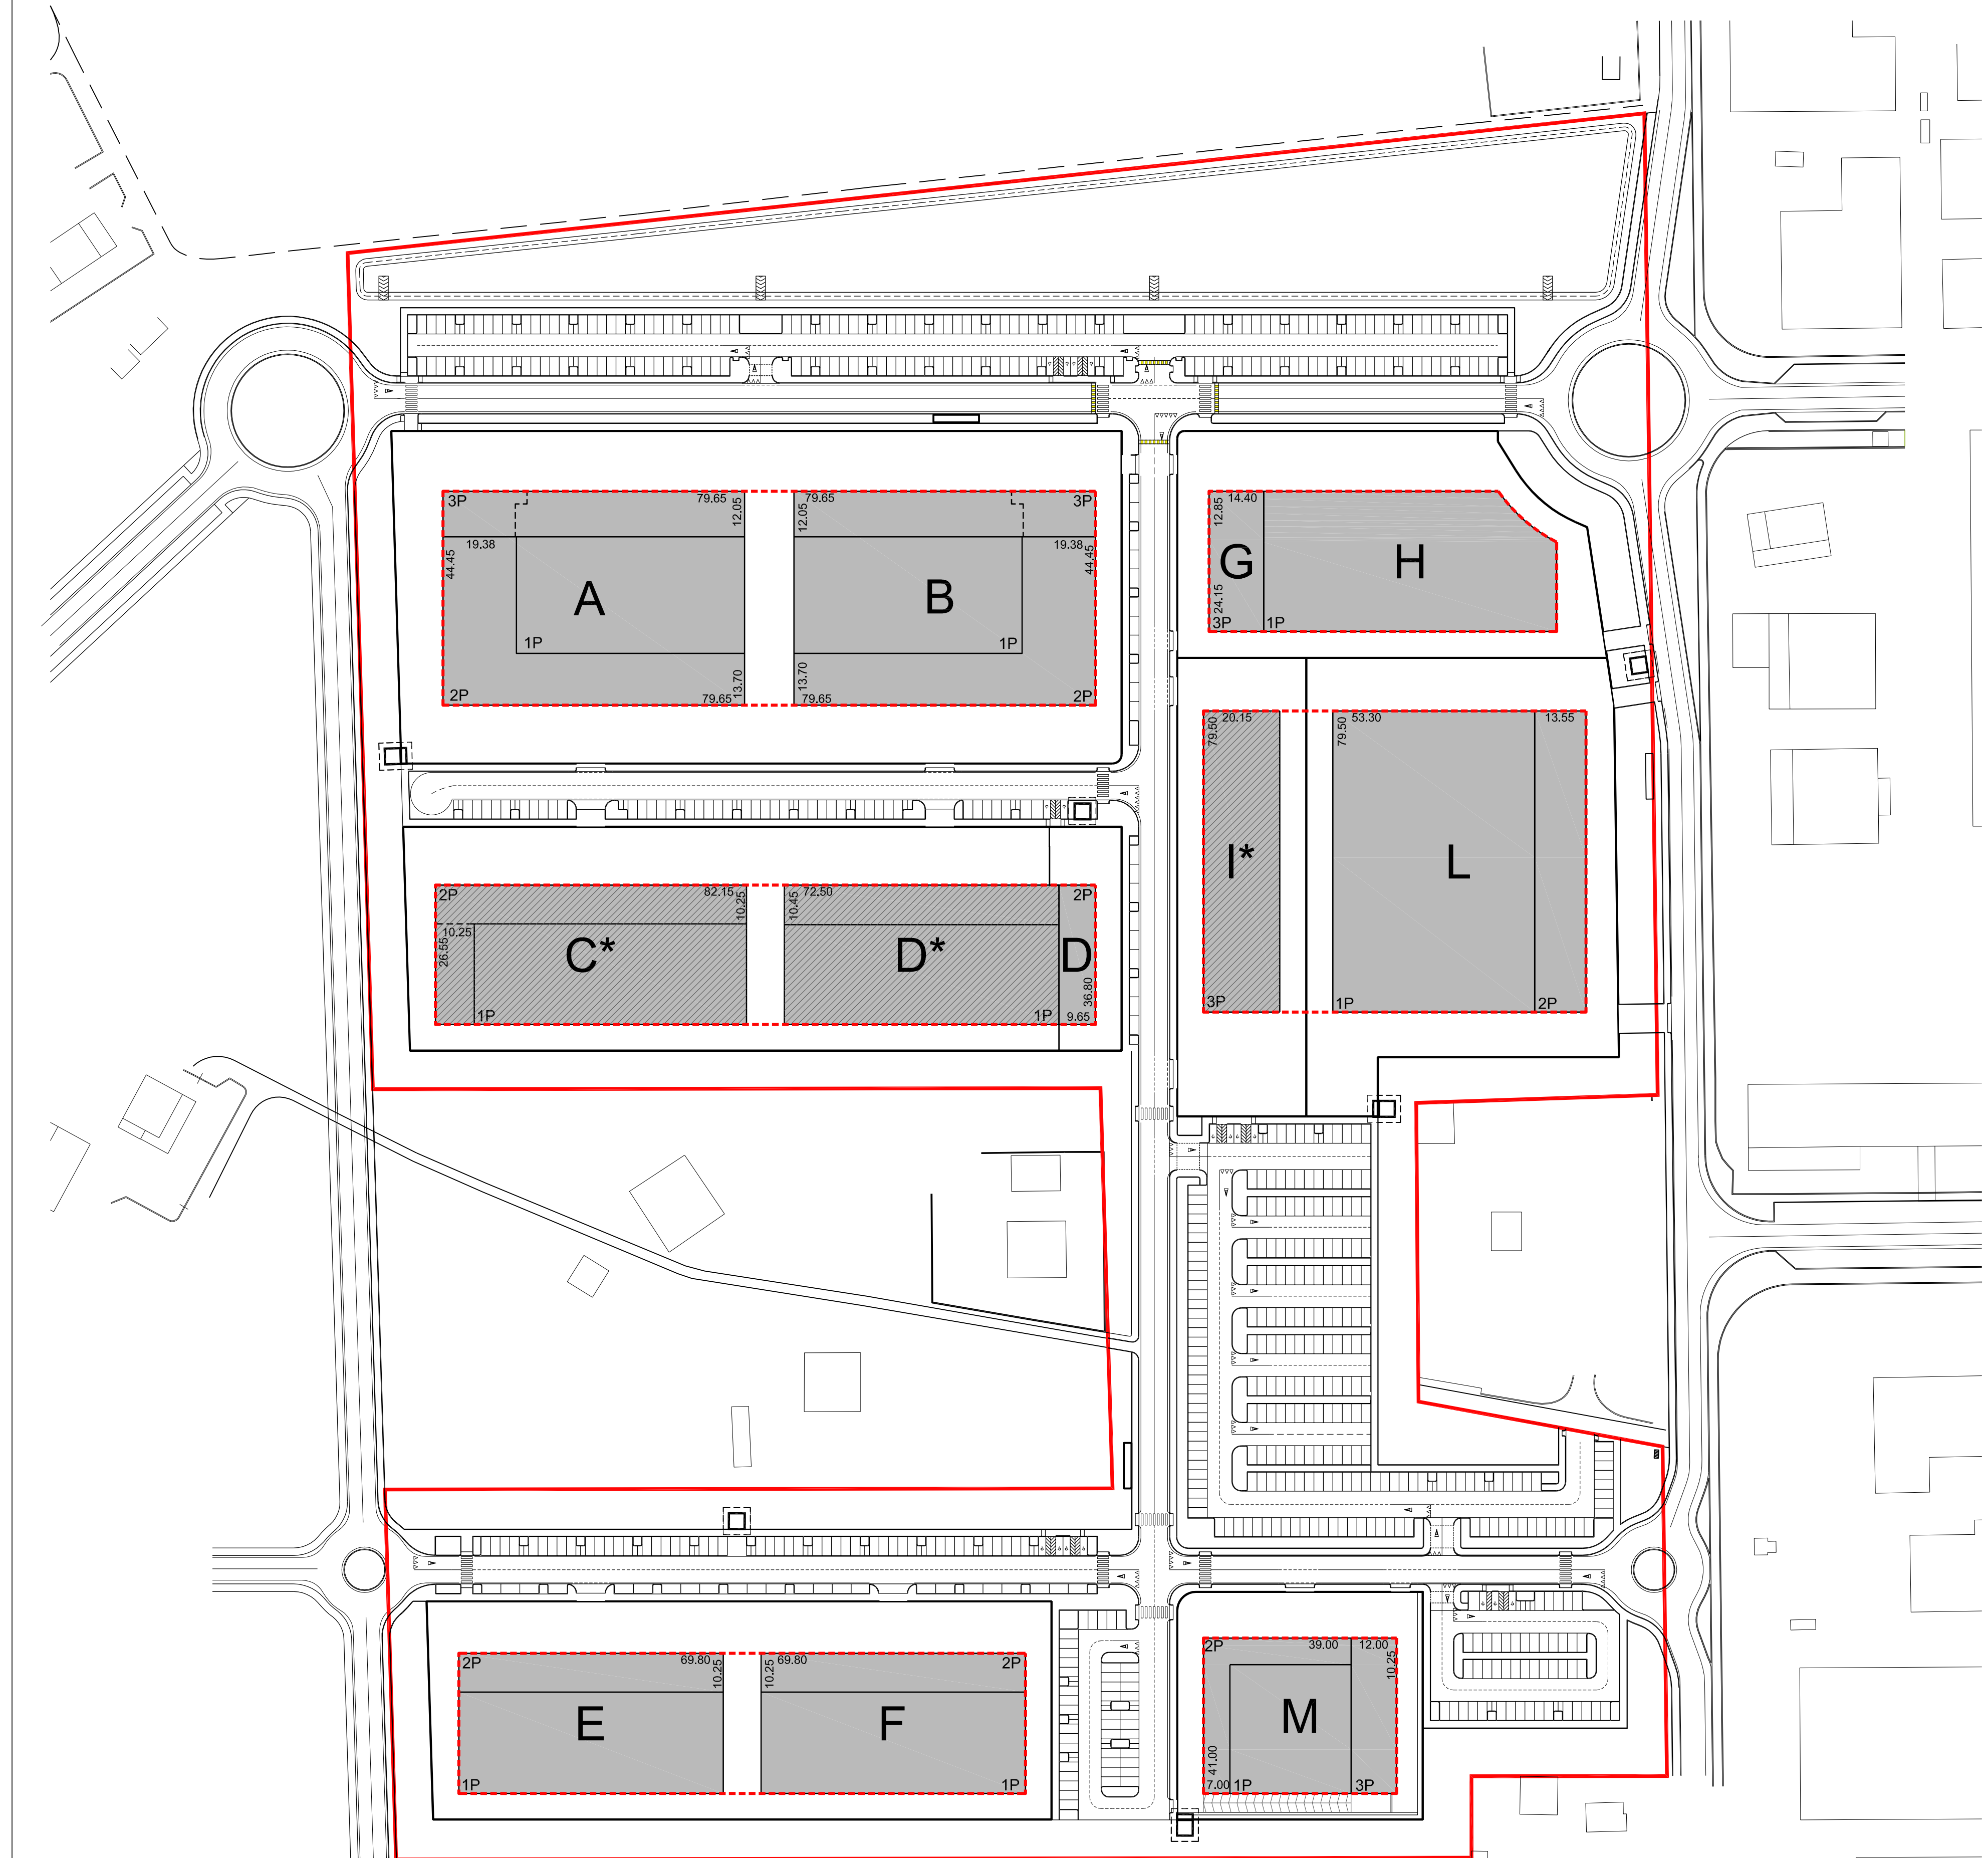 3P
79.65
12.05
19.38
44.45
A
1P
13.70
2P
79.65
79.65
3P
12.05
19.38
44.45
B
1P
13.70
79.65
2P
14.40
12.85
G
24.15
3P
H
1P
20.15
79.50
I*
3P
53.30
13.55
79.50
L
1P
2P
2P
82.15
10.25
10.25
26.55
C*
1P
72.50
10.45
D*
1P
2P
D
36.80
9.65
2P
69.80
10.25
E
1P
69.80
2P
10.25
F
1P
2P
39.00
12.00
10.25
M
41.00
7.00
1P
3P